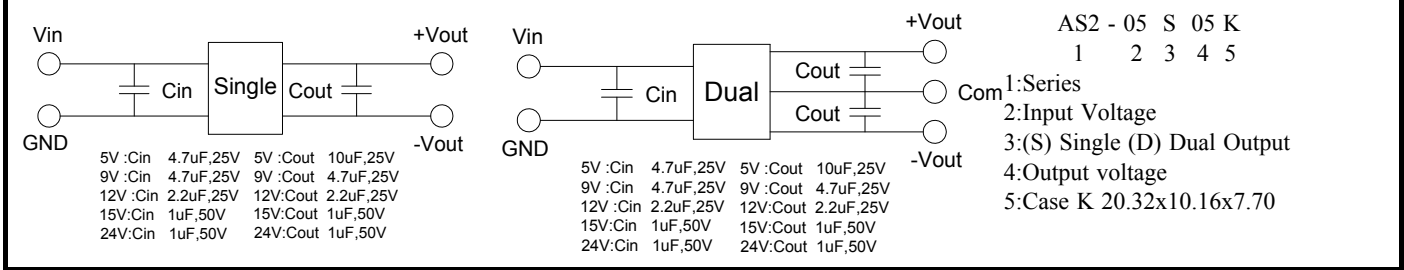 Vin
+Vout
Cin
Single
Cout
GND
-Vout
5V :Cin 4.7uF,25V 5V :Cout 10uF,25V
9V :Cin 4.7uF,25V 9V :Cout 4.7uF,25V
12V :Cin 2.2uF,25V 12V:Cout 2.2uF,25V
15V:Cin 1uF,50V 15V:Cout 1uF,50V
24V:Cin 1uF,50V 24V:Cout 1uF,50V
Vin
+Vout
Cin
Dual
Cout
Com
Cout
GND
-Vout
5V :Cin 4.7uF,25V 5V :Cout 10uF,25V
9V :Cin 4.7uF,25V 9V :Cout 4.7uF,25V
12V :Cin 2.2uF,25V 12V:Cout 2.2uF,25V
15V:Cin 1uF,50V 15V:Cout 1uF,50V
24V:Cin 1uF,50V 24V:Cout 1uF,50V
AS2 - 05 S 05 K
1 2 3 4 5
1:Series
2:Input Voltage
3:(S) Single (D) Dual Output
4:Output voltage
5:Case K 20.32x10.16x7.70